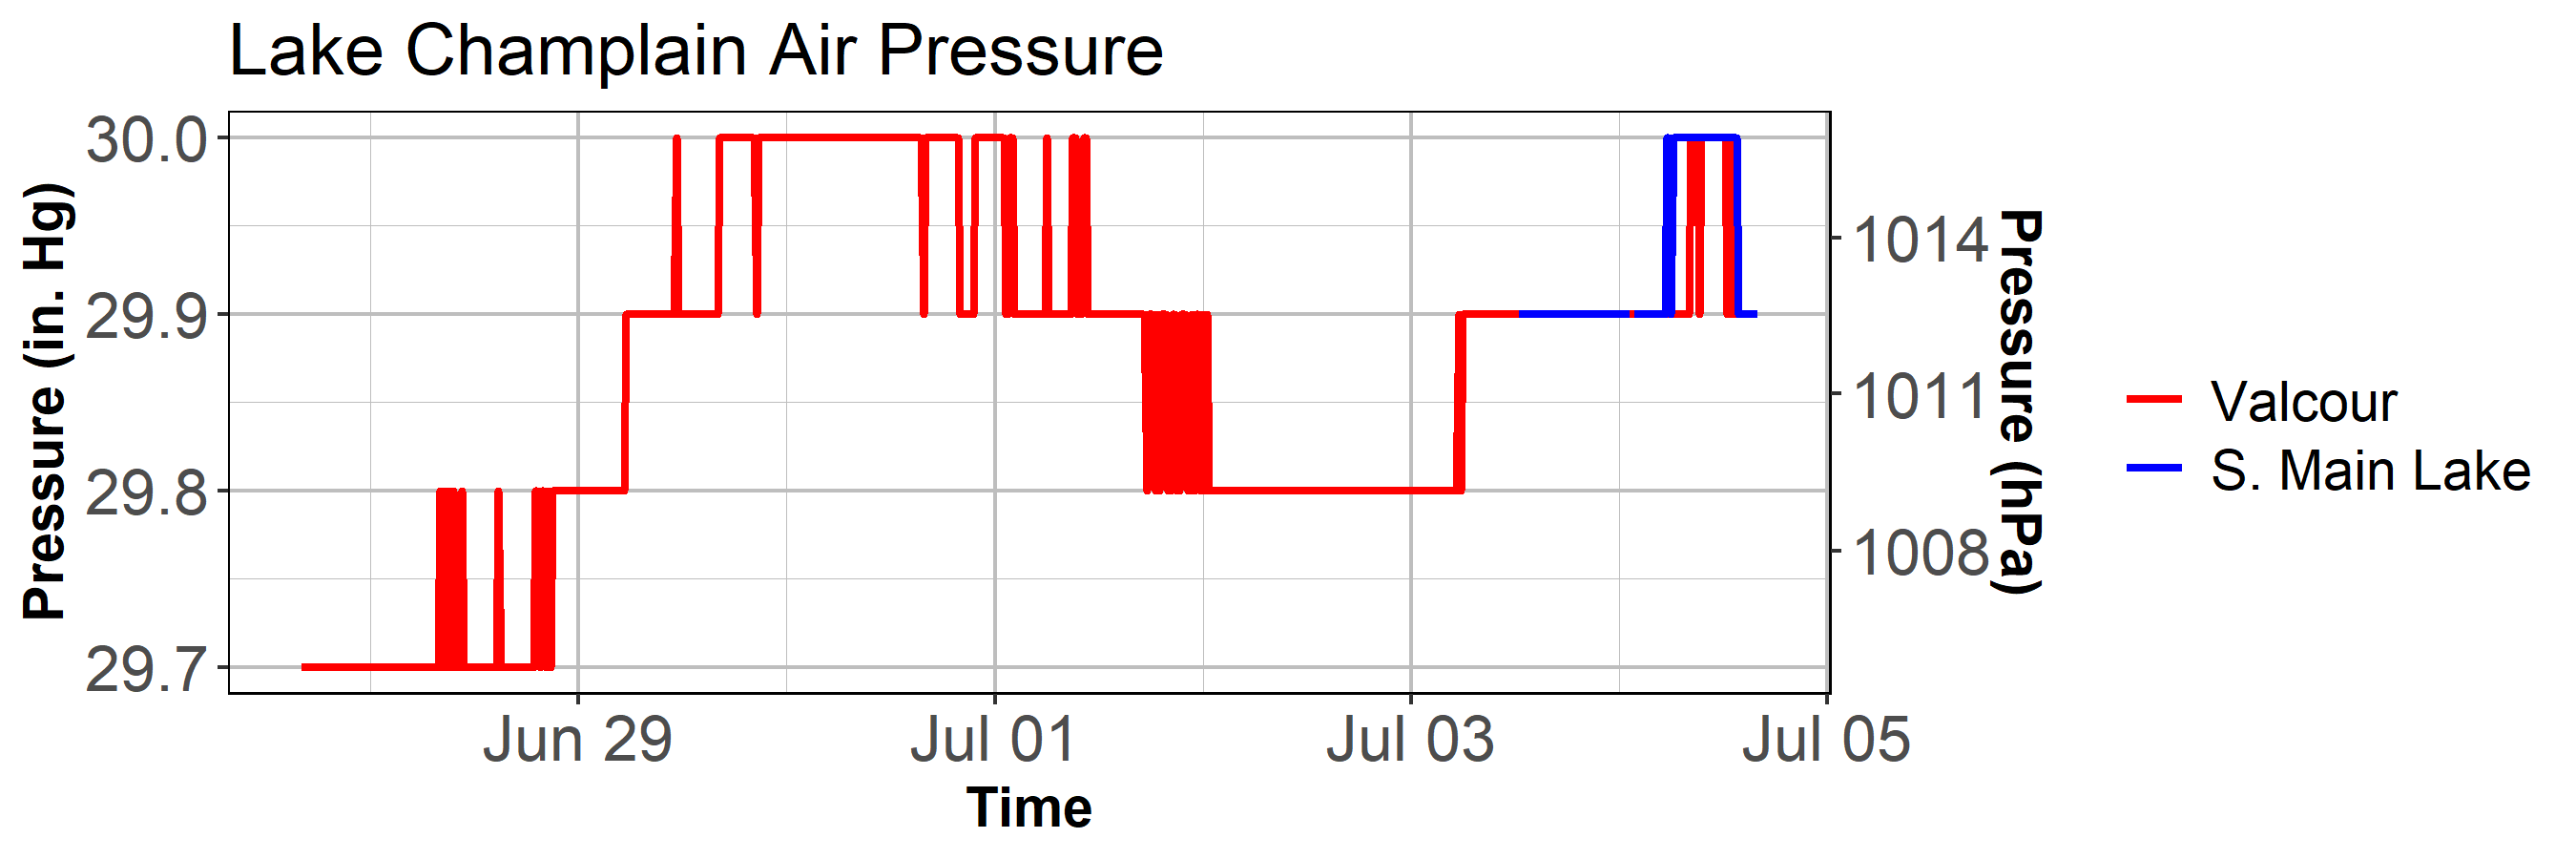 Lake Champlain Air Pressure
Pressure (in. Hg)
30.0
29.9
29.8
29.7
1014
1011
1008
Pressure (hPa)
Jun 29
Jul 01
Jul 03
Jul 05
Time
Valcour
S. Main Lake